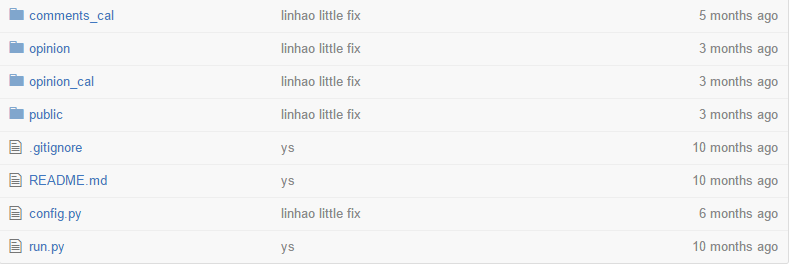 comments_cal linhao little fix 5 months ago
opinion linhao little fix 3 months ago
opinion_cal linhao little fix 3 months ago
public linhao little fix 3 months ago
.gitignore ys 10 months ago
README.md ys 10 months ago
config.py linhao little fix 6 months ago
run.py ys 10 months ago